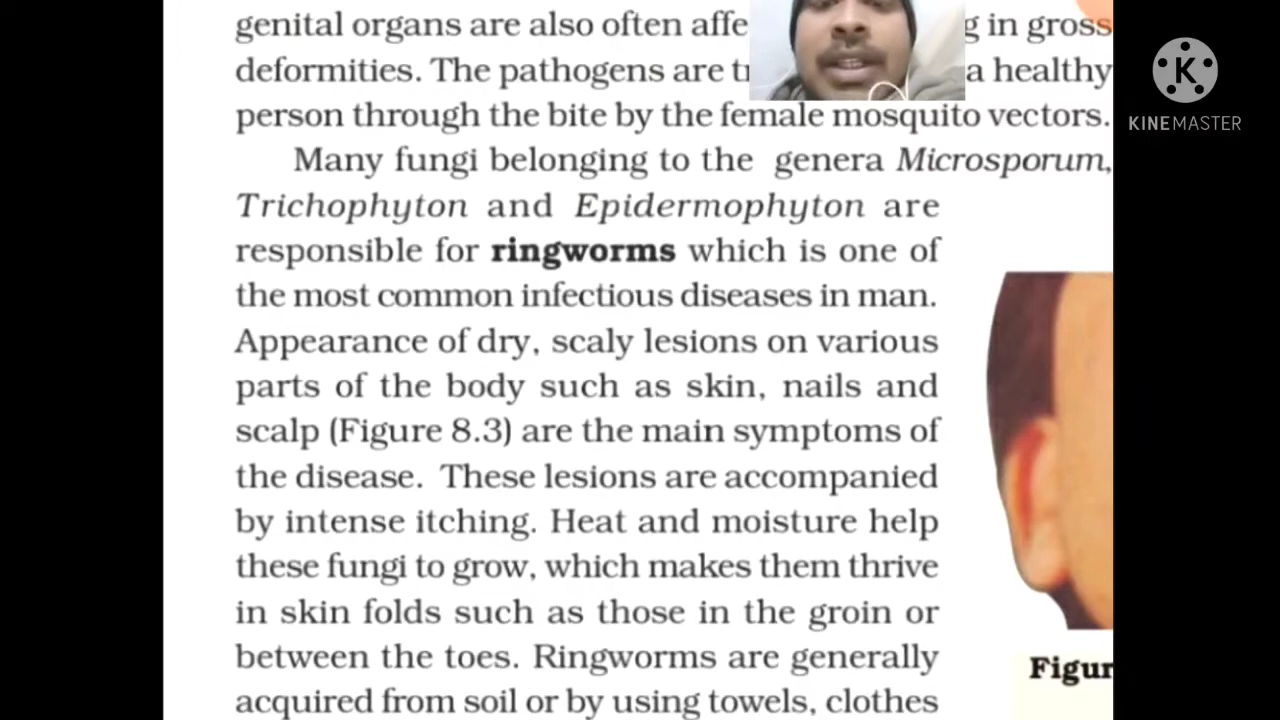 genital organs are also often g in gross
deformities. The pathogens are a healthy
person through the bite by the female mosquito vectors.
Many fungi belonging to the genera Microsporum,
Trichophyton and Epidermophyton are
responsible for ringworms which is one of
the most common infectious diseases in man.
Appearance of dry, scaly lesions on various
parts of the body such as skin, nails and
scalp (Figure 8.3) are the main symptoms of
the disease. These lesions are accompanied
by intense itching. Heat and moisture help
these fungi to grow, which makes them thrive
in skin folds such as those in the groin or
between the toes. Ringworms are generally
acquired from soil or by using towels, clothes
Figur
K
KINEMASTER